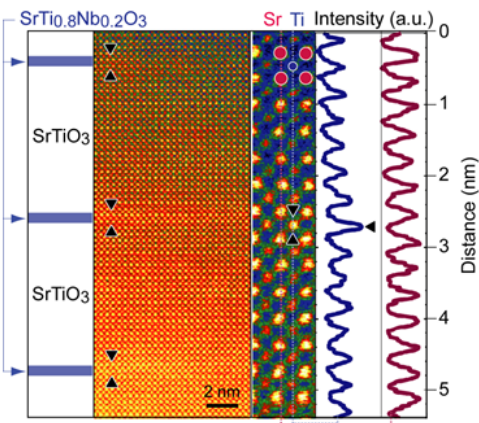 SrTi0.8Nb0.2O3
Sr Ti Intensity (a.u.)
SrTiO3
SrTiO3
2 nm
0
1
2
3
4
5
Distance (nm)